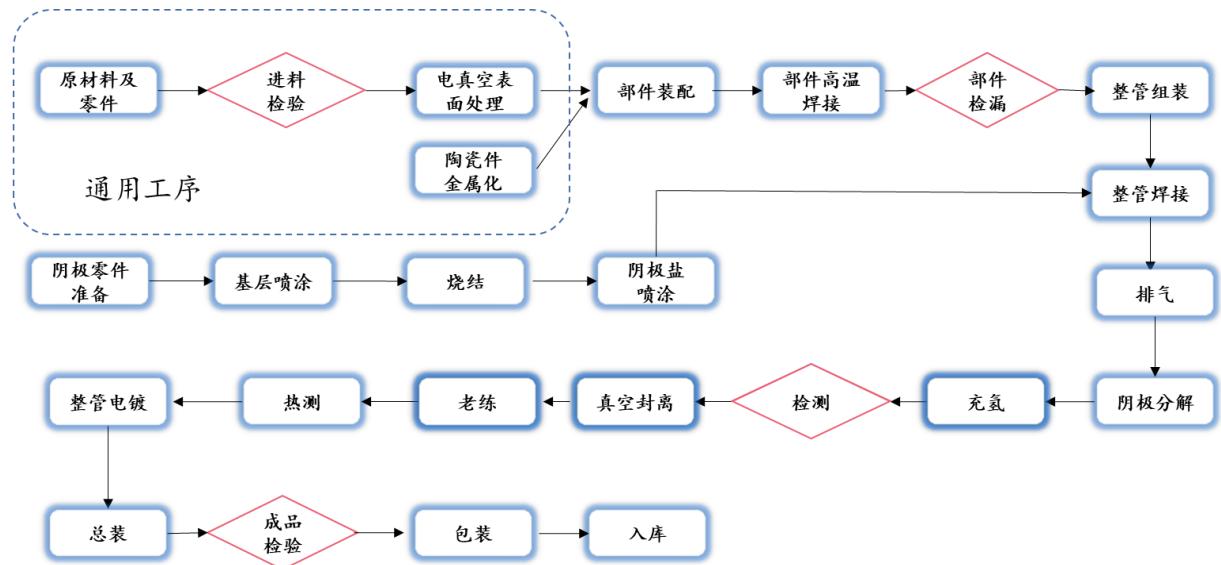 原材料及
零件
进料
检验
电真空表
面处理
部件装配
部件高温
焊接
部件
检漏
整管组装
陶瓷件
金属化
通用工序
整管焊接
阴极零件
准备
基层喷涂
烧结
阴极盐
喷涂
排气
整管电镀
热测
老练
真空封离
检测
充氢
阴极分解
总装
成品
检验
包装
入库